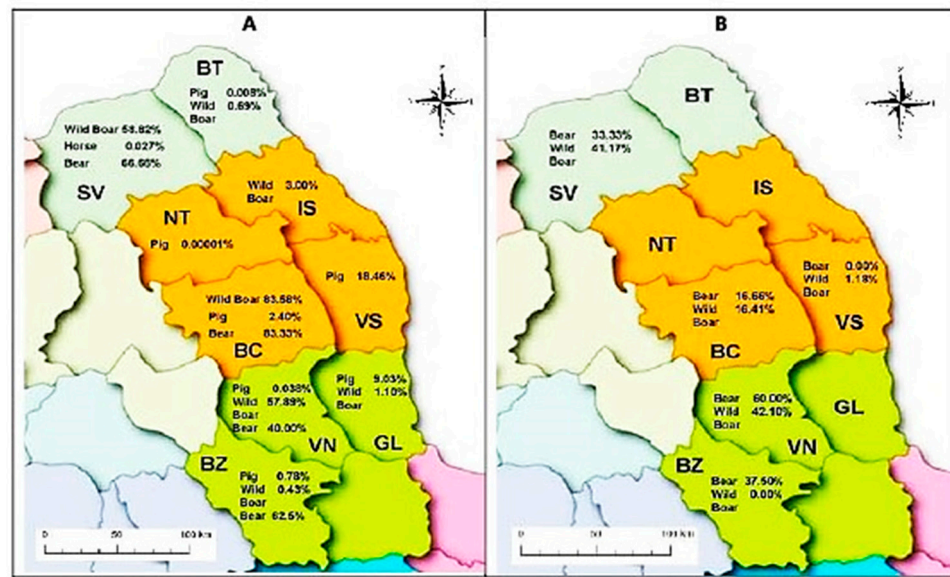 A
BT
Pig 0.008%
Wild 0.69%
Boar
Wild Boar 58.82%
Horse 0.027%
Bear 66.66%
SV
Wild 3.00%
Boar
IS
NT
Pig 0.00001%
Pig 18.46%
VS
Wild Boar 83.58%
Pig 2.40%
Bear 83.33%
BC
Pig 0.038%
Wild 57.89%
Boar
Bear 40.00%
VN
Pig 9.03%
Wild 1.10%
Boar
GL
BZ
Pig 0.78%
Wild 0.43%
Boar
Bear 62.5%
0 50 100 km
B
BT
Bear 33.33%
Wild 41.17%
Boar
SV
IS
NT
Bear 0.00%
Wild 1.18%
Boar
VS
Bear 16.66%
Wild 16.41%
Boar
BC
Bear 60.00%
Wild 42.10%
Boar
VN
GL
BZ
Bear 37.50%
Wild 0.00%
Boar
0 50 100 km